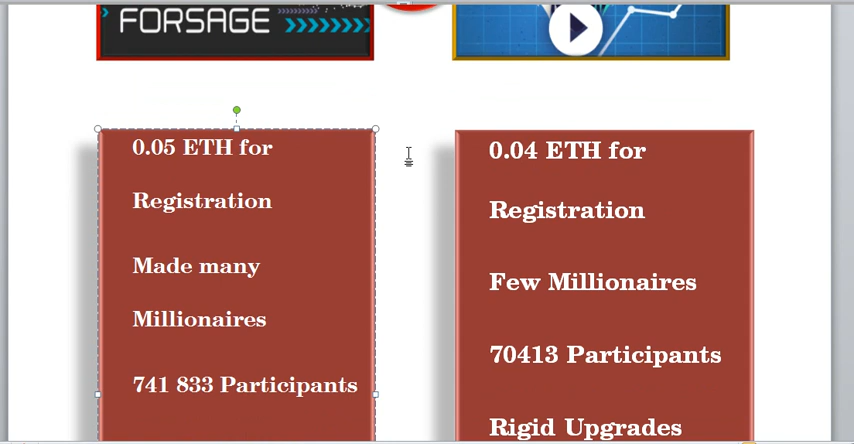 FORSAGE
0.05 ETH for
Registration
Made many
Millionaires
741 833 Participants
0.04 ETH for
Registration
Few Millionaires
70413 Participants
Rigid Upgrades